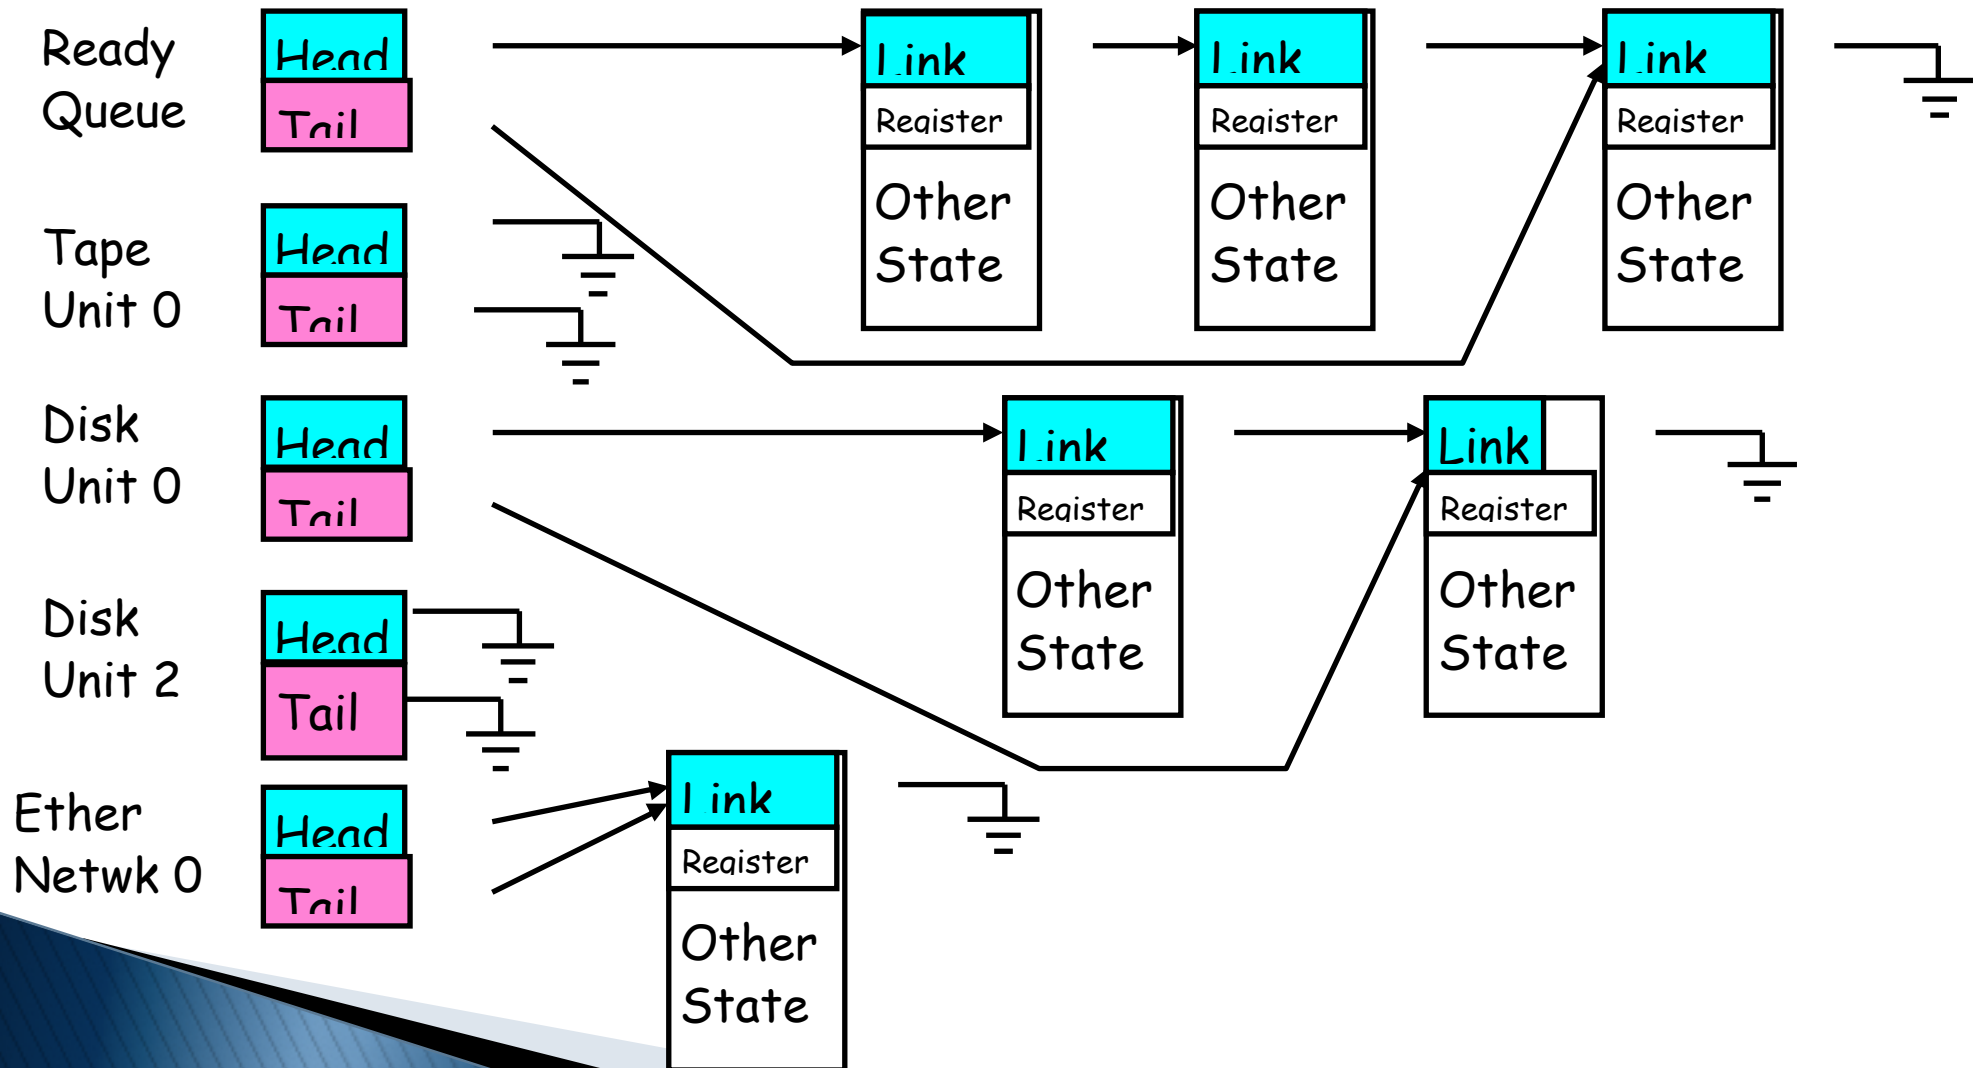 Ready
Queue
Head
Tail
Link
Register
Other
State
Link
Register
Other
State
Link
Register
Other
State
Tape
Unit 0
Head
Tail
Disk
Unit 0
Head
Tail
Link
Register
Other
State
Link
Register
Other
State
Disk
Unit 2
Head
Tail
Ether
Netwk 0
Head
Tail
Link
Register
Other
State